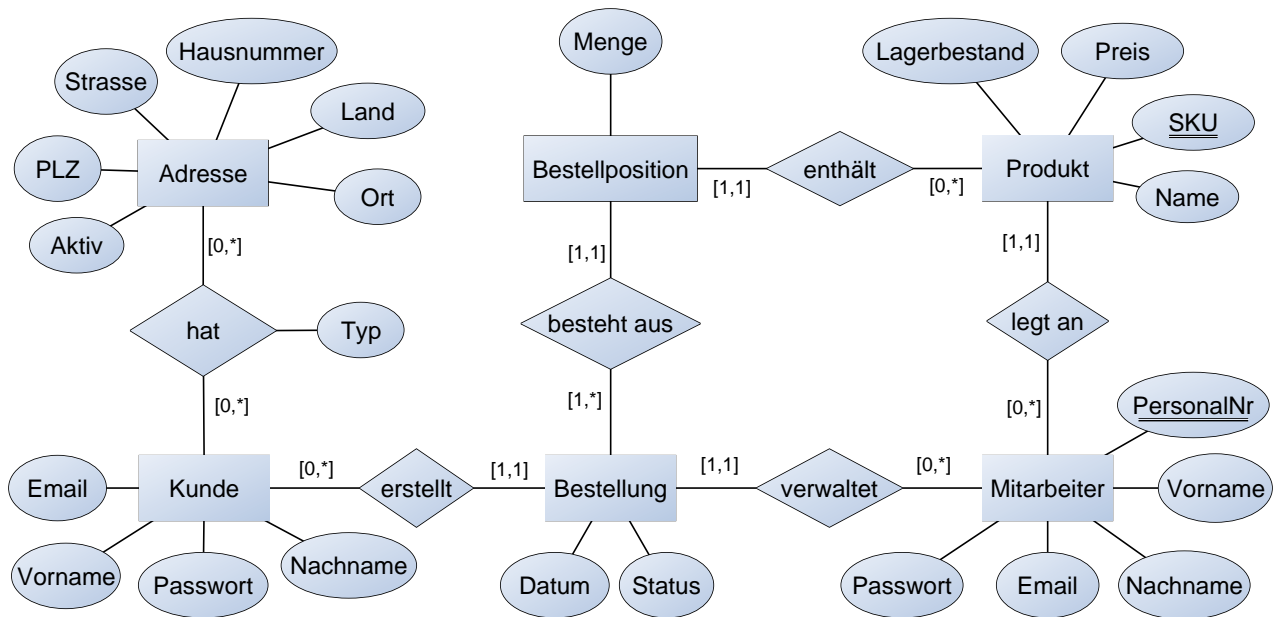 Hausnummer
Menge
Lagerbestand
Preis
Strasse
Land
SKU
PLZ
Adresse
Bestellposition
enthält
Produkt
[1,1]
[0,*]
Ort
Name
Aktiv
[0,*]
[1,1]
[1,1]
hat
Typ
besteht aus
legt an
[0,*]
[1,*]
[0,*]
PersonalNr
[0,*]
[1,1]
[1,1]
[0,*]
Email
Kunde
erstellt
Bestellung
verwaltet
Mitarbeiter
Vorname
Vorname
Passwort
Nachname
Datum
Status
Passwort
Email
Nachname